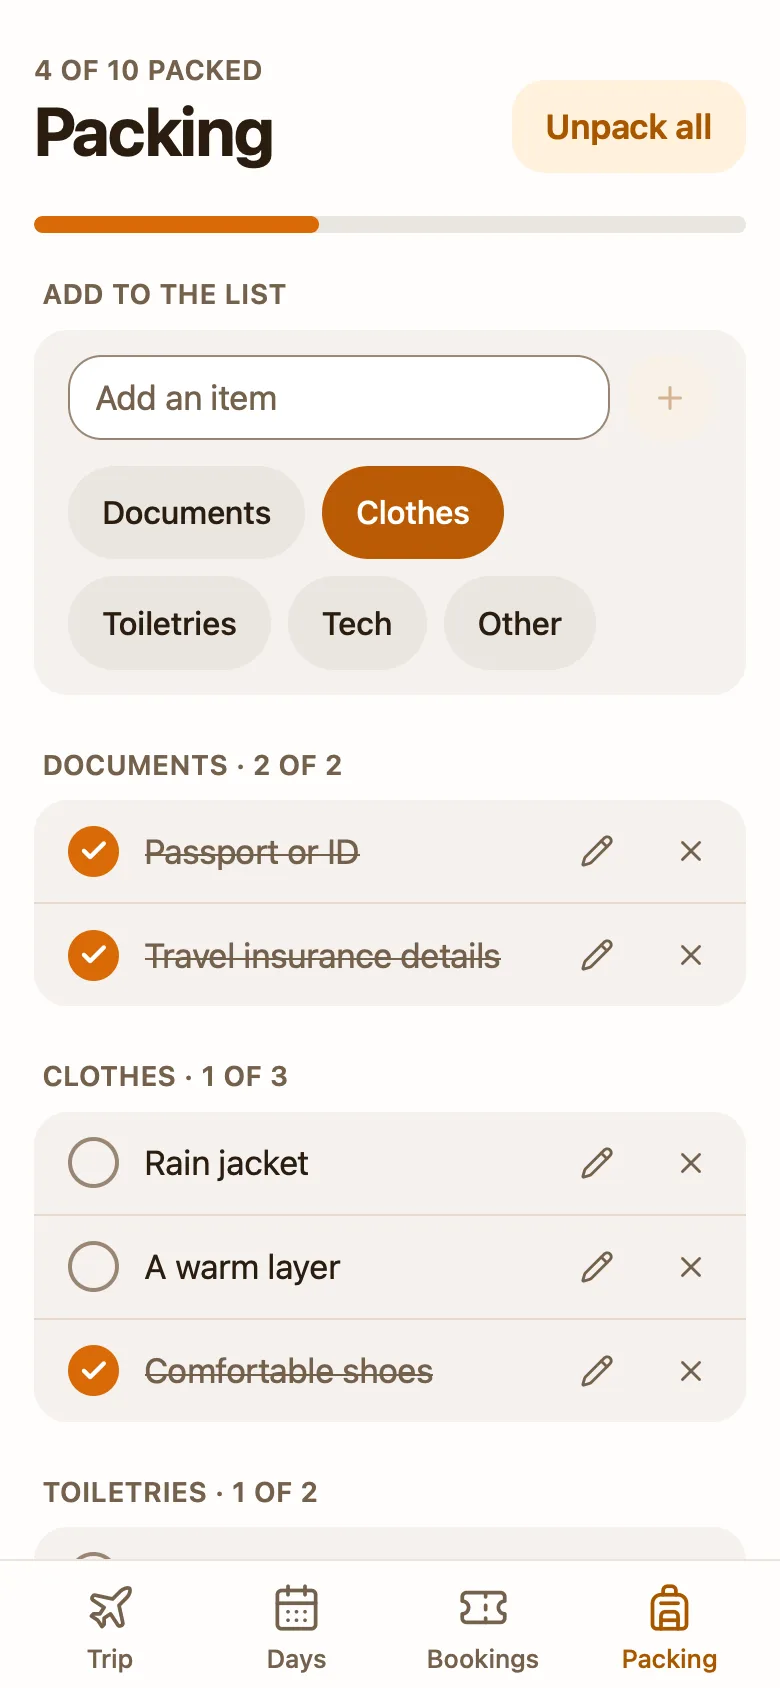 4 OF 10 PACKED
Packing
Unpack all
ADD TO THE LIST
Add an item
Documents
Clothes
Toiletries
Tech
Other
DOCUMENTS · 2 OF 2
Passport or ID
Travel insurance details
CLOTHES · 1 OF 3
Rain jacket
A warm layer
Comfortable shoes
TOILETRIES · 1 OF 2
Trip
Days
Bookings
Packing